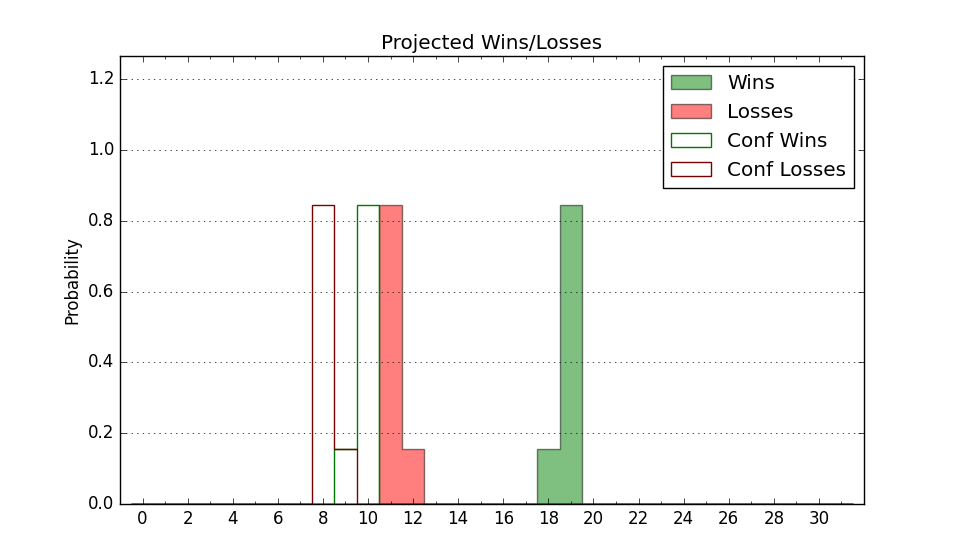 Projected Wins/Losses
Wins
Losses
Conf Wins
Conf Losses
Probability
1.2
1.0
0.8
0.6
0.4
0.2
0.0
0 2 4 6 8 10 12 14 16 18 20 22 24 26 28 30